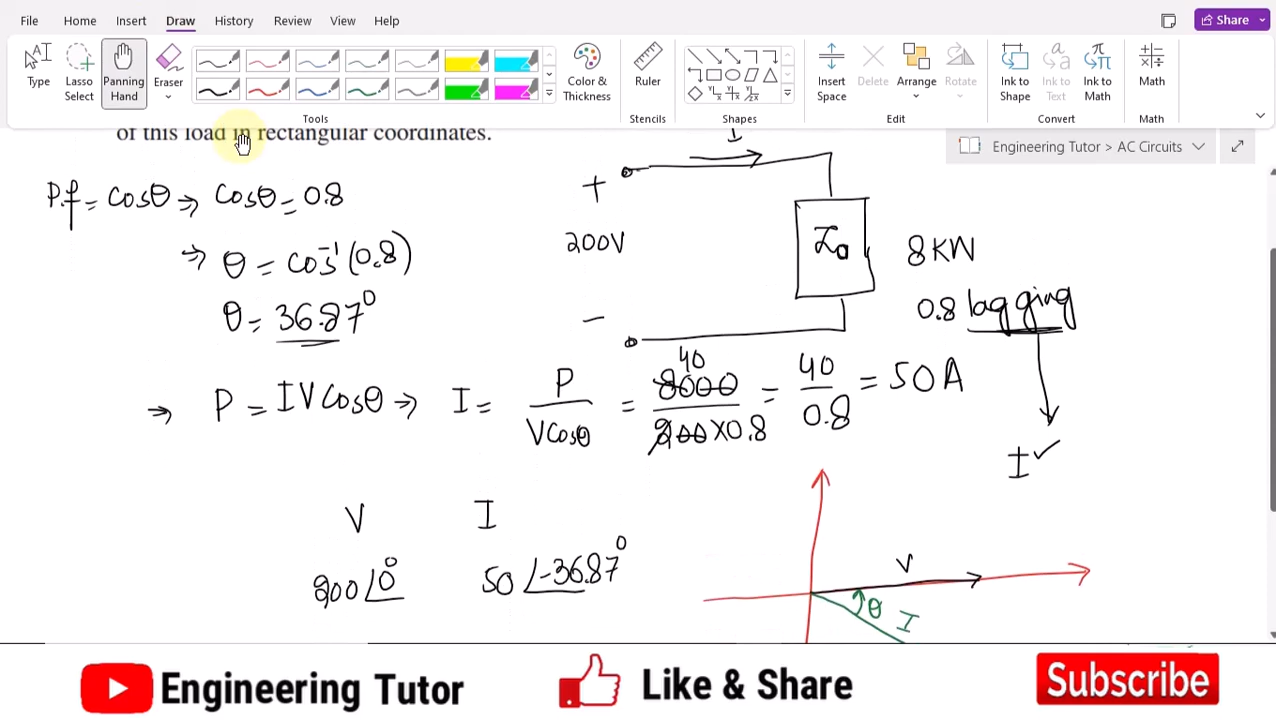 File Home Insert Draw History Review View Help Share
Type Lasso Select Panning Hand Eraser Color & Thickness Ruler Insert Space Delete Arrange Rotate Ink to Shape Ink to Text Ink to Math Math
Tools Stencils Shapes Edit Convert Math
of this load in rectangular coordinates.
Engineering Tutor > AC Circuits
P.f = Cosθ ⇒ Cosθ = 0.8
⇒ θ = cos⁻¹(0.8)
θ = 36.87°
I
+
200V
−
8KW
0.8 lagging
I ✓
⇒ P = IVCosθ ⇒ I = P/VCosθ = 8000/200×0.8 = 40/0.8 = 50A
40
V I
200∠0° 50∠-36.87°
V
θ I
Engineering Tutor
Like & Share
Subscribe